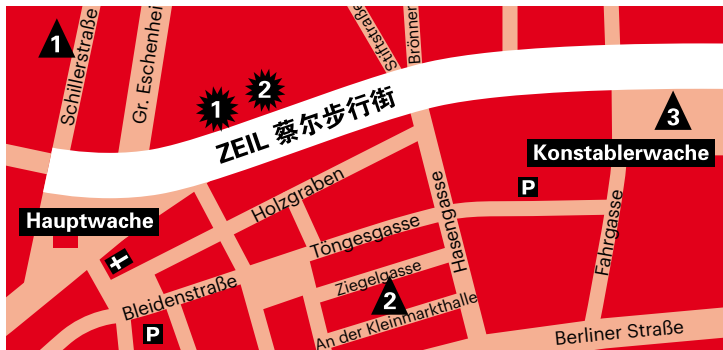 1
Schillerstraße
Gr. Eschenhei
Stiftstraße
Brönner
1
2
ZEIL 蔡尔步行街
3
Konstablerwache
P
Hauptwache
Holzgraben
Töngesgasse
Hasengasse
Fahrgasse
Ziegelgasse
2
Bleidenstraße
An der Kleinmarkthalle
P
Berliner Straße